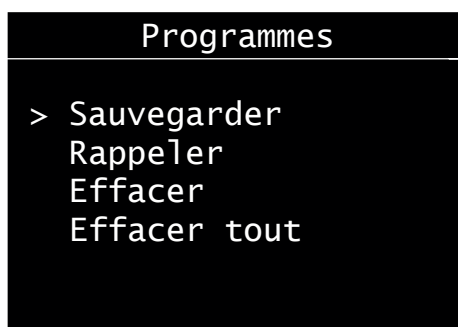 Programmes
> Sauvegarder
Rappeler
Effacer
Effacer tout